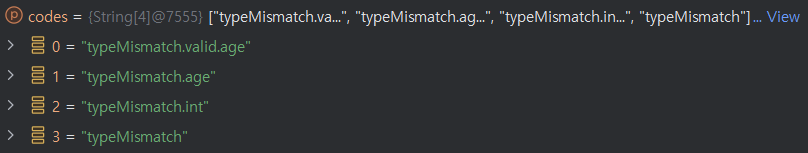 p codes = {String[4]@7555} ["typeMismatch.va...", "typeMismatch.ag...", "typeMismatch.in...", "typeMismatch"]... View
0 = "typeMismatch.valid.age"
1 = "typeMismatch.age"
2 = "typeMismatch.int"
3 = "typeMismatch"